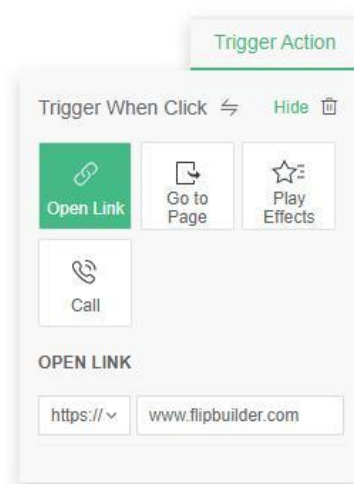 Trigger Action
Trigger When Click
Hide
Open Link
Go to
Page
Play
Effects
Call
OPEN LINK
https://
www.flipbuilder.com